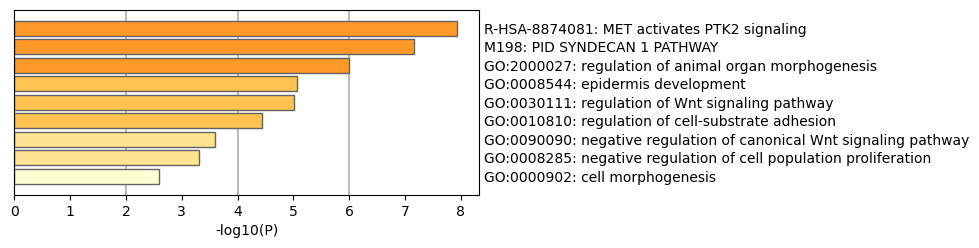 R-HSA-8874081: MET activates PTK2 signaling
M198: PID SYNDECAN 1 PATHWAY
GO:2000027: regulation of animal organ morphogenesis
GO:0008544: epidermis development
GO:0030111: regulation of Wnt signaling pathway
GO:0010810: regulation of cell-substrate adhesion
GO:0090090: negative regulation of canonical Wnt signaling pathway
GO:0008285: negative regulation of cell population proliferation
GO:0000902: cell morphogenesis
0 1 2 3 4 5 6 7 8
-log10(P)